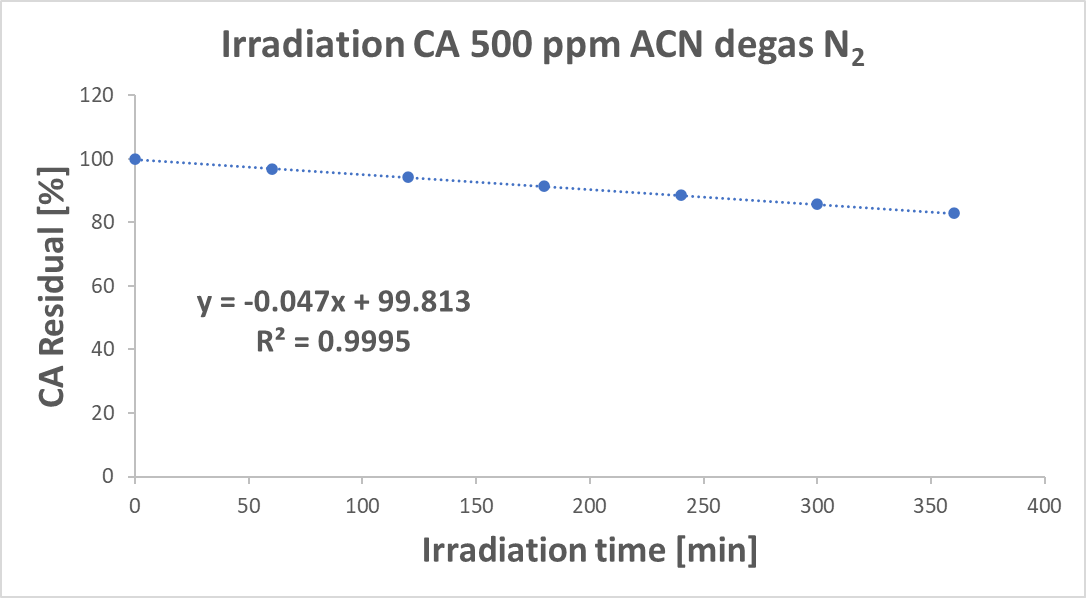 Irradiation CA 500 ppm ACN degas N₂
120
100
80
60
40
20
0
CA Residual [%]
y = -0.047x + 99.813
R² = 0.9995
0 50 100 150 200 250 300 350 400
Irradiation time [min]